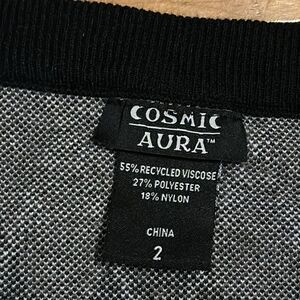 COSMIC
AURA™
55% RECYCLED VISCOSE
27% POLYESTER
18% NYLON
CHINA
2